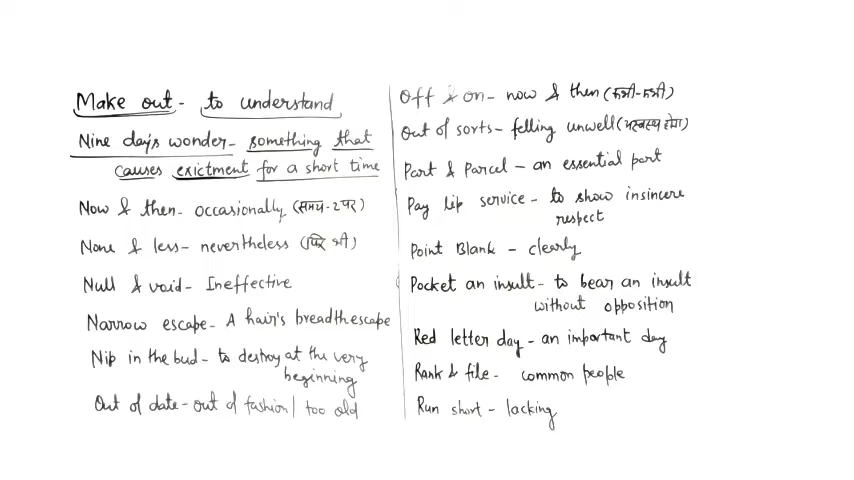 Make out - to understand
Nine day's wonder - something that
causes exictment for a short time
Now & then - occasionally (समय-2 पर)
None & less - nevertheless (फिर भी)
Null & void - Ineffective
Narrow escape - A hair's breadth escape
Nip in the bud - to destroy at the very
beginning
Out of date - out of fashion / too old
Off & on - now & then (कभी-कभी)
Out of sorts - felling unwell (अस्वस्थ होना)
Part & Parcel - an essential part
Pay lip service - to show insincere
respect
Point Blank - clearly
Pocket an insult - to bear an insult
without opposition
Red letter day - an important day
Rank & file - common people
Run short - lacking